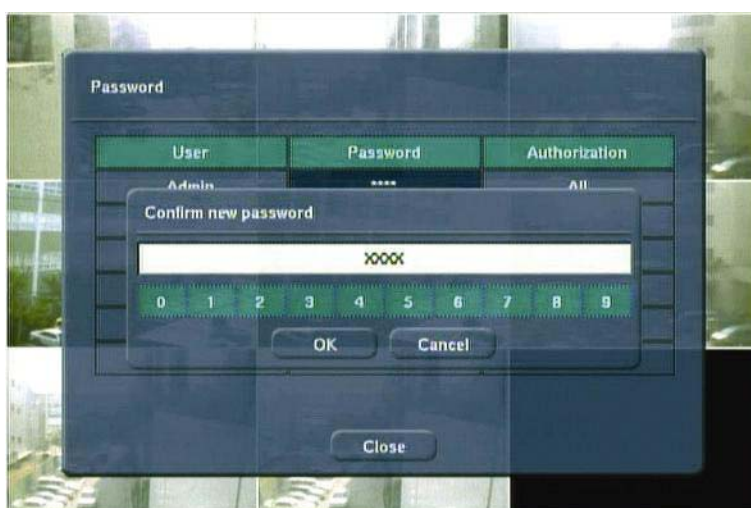 Password
User Password Authorization
Admin **** All
Confirm new password
XXXX
0 1 2 3 4 5 6 7 8 9
OK Cancel
Close